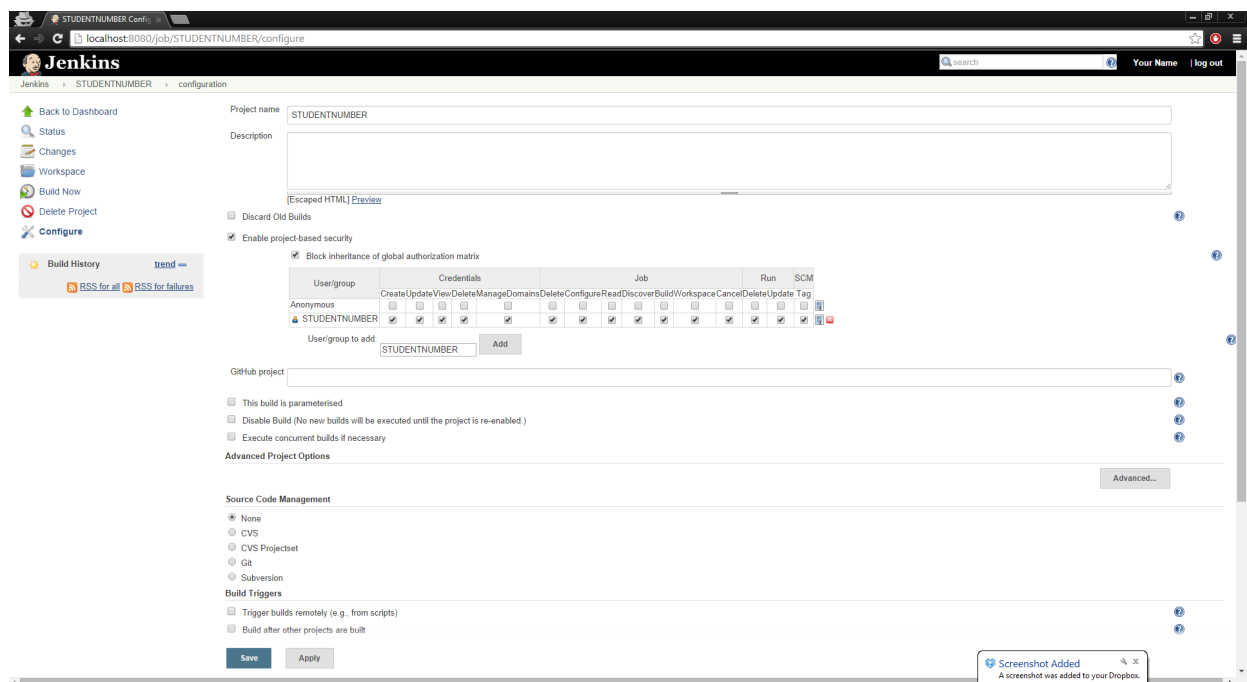 STUDENTNUMBER Config
localhost:8080/job/STUDENTNUMBER/configure
Jenkins
search
Your Name | log out
Jenkins STUDENTNUMBER configuration
Back to Dashboard
Status
Changes
Workspace
Build Now
Delete Project
Configure
Build History trend
RSS for all RSS for failures
Project name STUDENTNUMBER
Description
[Escaped HTML] Preview
Discard Old Builds
Enable project-based security
Block inheritance of global authorization matrix
User/group Credentials Job Run SCM
Create Update View Delete ManageDomains Delete Configure Read Discover Build Workspace Cancel Delete Update Tag
Anonymous
STUDENTNUMBER
User/group to add: STUDENTNUMBER Add
GitHub project
This build is parameterised
Disable Build (No new builds will be executed until the project is re-enabled.)
Execute concurrent builds if necessary
Advanced Project Options
Advanced...
Source Code Management
None
CVS
CVS Projectset
Git
Subversion
Build Triggers
Trigger builds remotely (e.g., from scripts)
Build after other projects are built
Save Apply
Screenshot Added
A screenshot was added to your Dropbox.